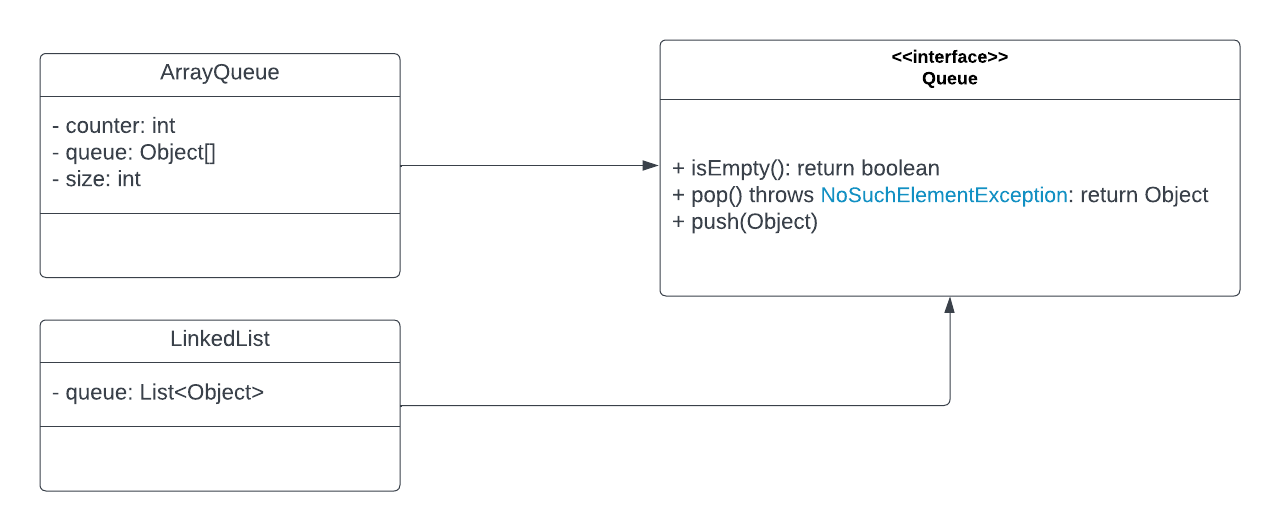 ArrayQueue
- counter: int
- queue: Object[]
- size: int
<<interface>>
Queue
+ isEmpty(): return boolean
+ pop() throws NoSuchElementException: return Object
+ push(Object)
LinkedList
- queue: List<Object>